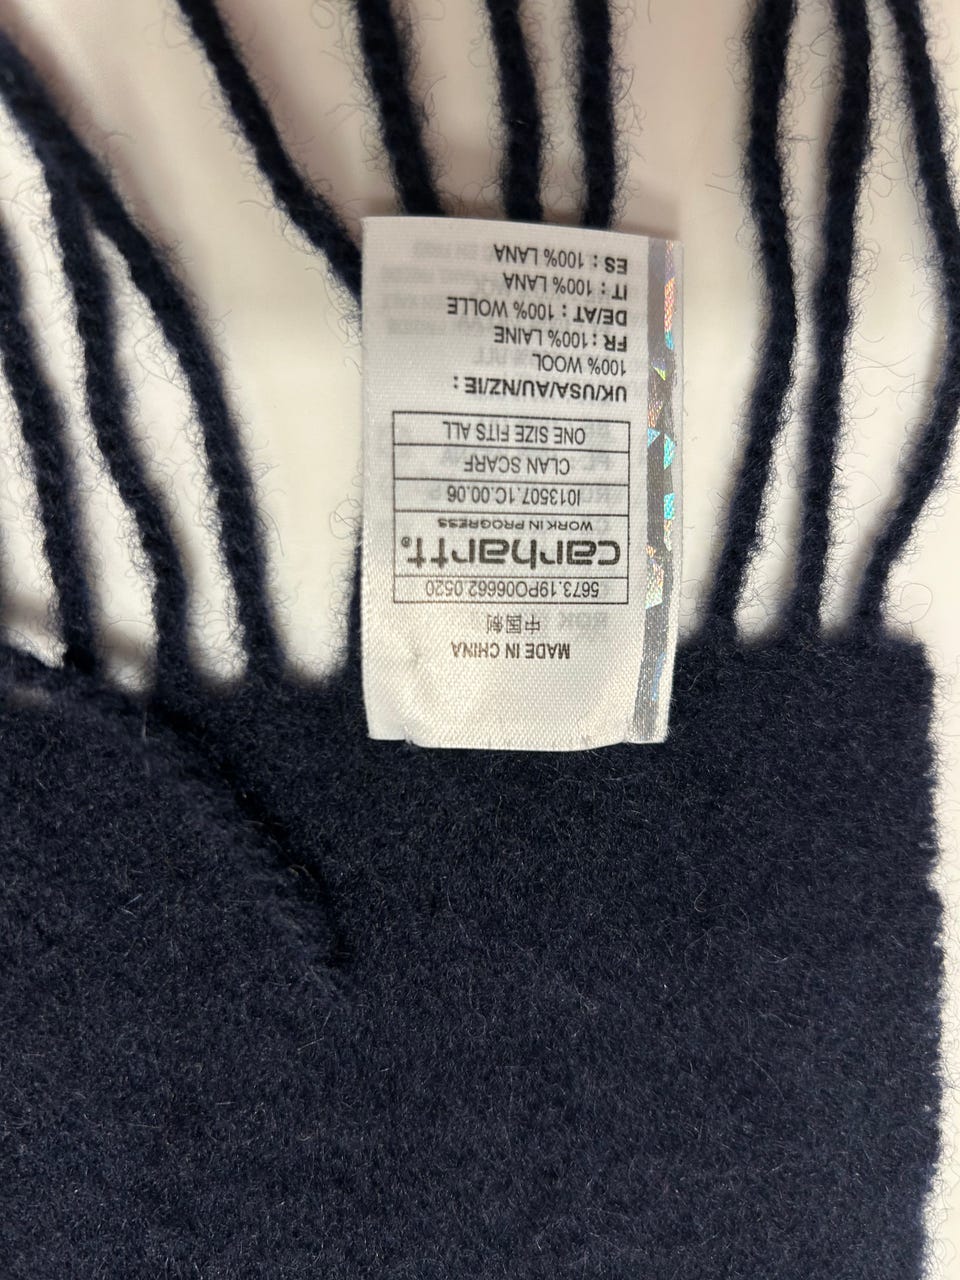 MADE IN CHINA
中国制
5673.19PO06662.0520
carhartt.
WORK IN PROGRESS
I013507.1C.00.06
CLAN SCARF
ONE SIZE FITS ALL
UK/USA/AU/NZ/IE:
100% WOOL
FR: 100% LAINE
DE/AT: 100% WOLLE
IT: 100% LANA
ES: 100% LANA